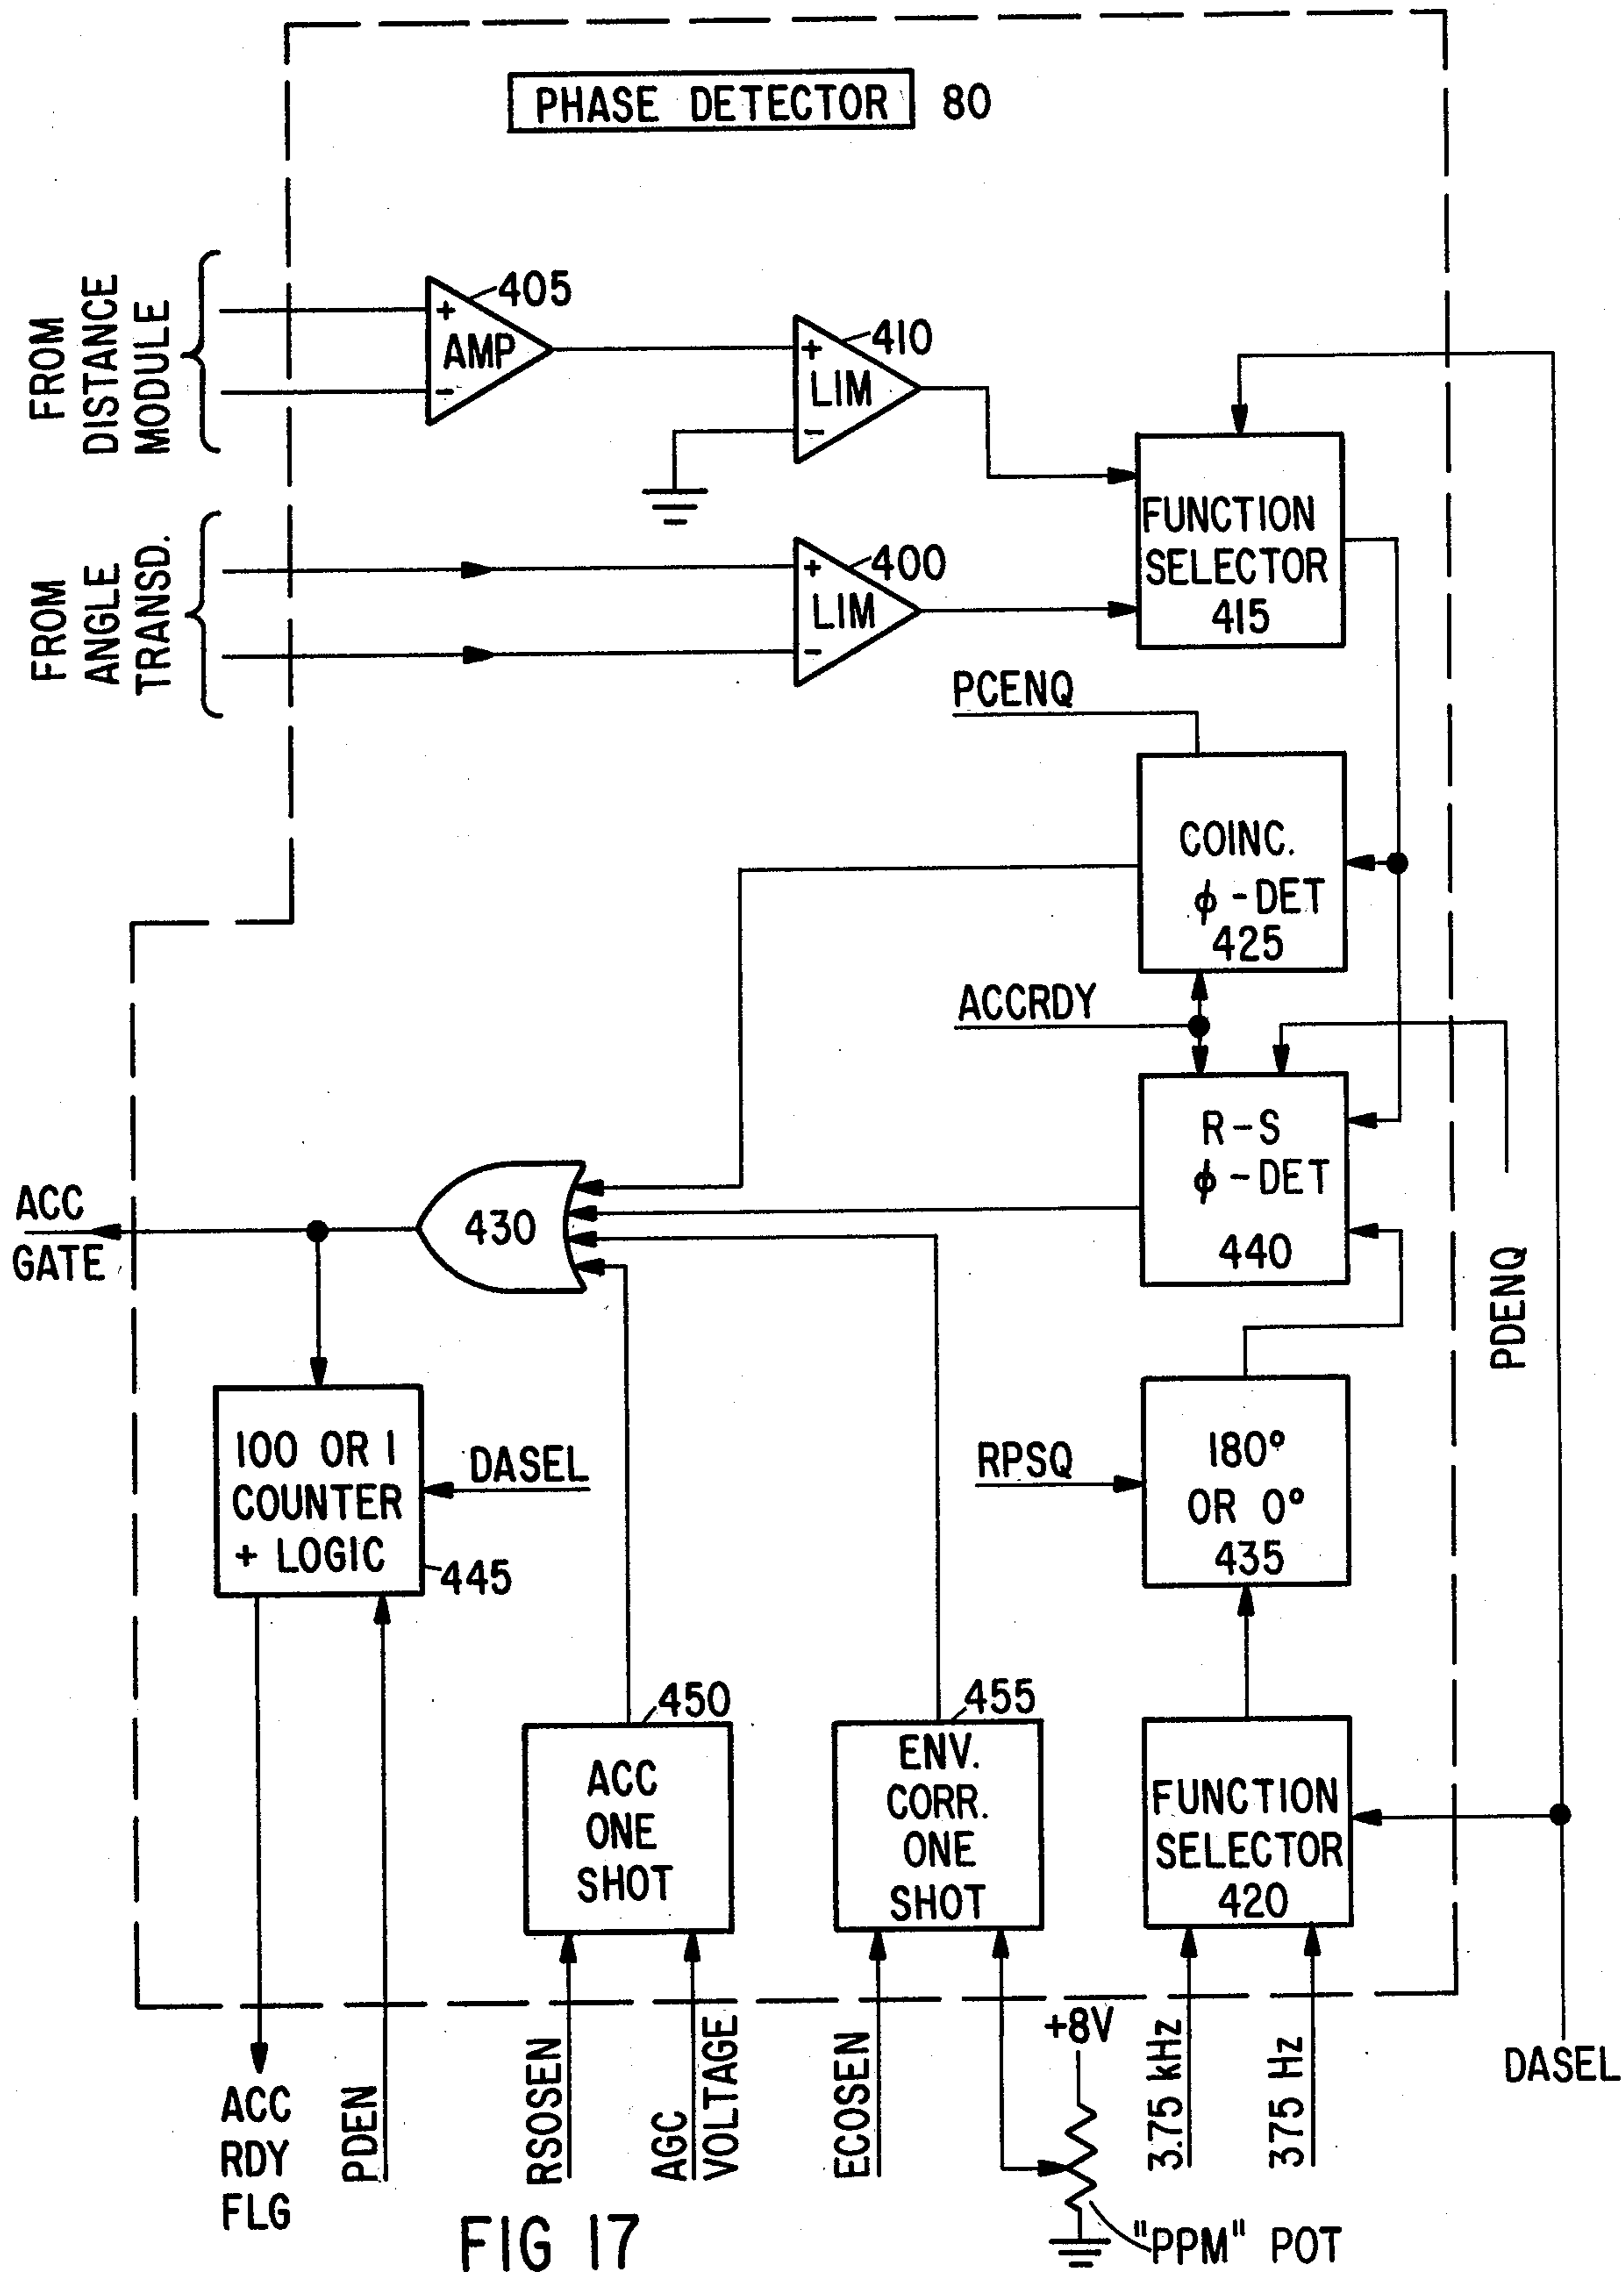 PHASE DETECTOR 80
FROM
DISTANCE
MODULE
+
AMP
-
405
+
LIM
-
410
FROM
ANGLE
TRANSD.
+
LIM
-
400
FUNCTION
SELECTOR
415
PCENQ
COINC.
ϕ-DET
425
ACCRDY
R-S
ϕ-DET
440
PDENQ
ACC
GATE
430
100 OR 1
COUNTER
+ LOGIC
445
DASEL
RPSQ
180°
OR 0°
435
450
ACC
ONE
SHOT
455
ENV.
CORR.
ONE
SHOT
FUNCTION
SELECTOR
420
ACC
RDY
FLG
PDEN
RSOSEN
AGC
VOLTAGE
ECOSEN
+8V
3.75 kHz
375 Hz
DASEL
"PPM" POT
FIG 17